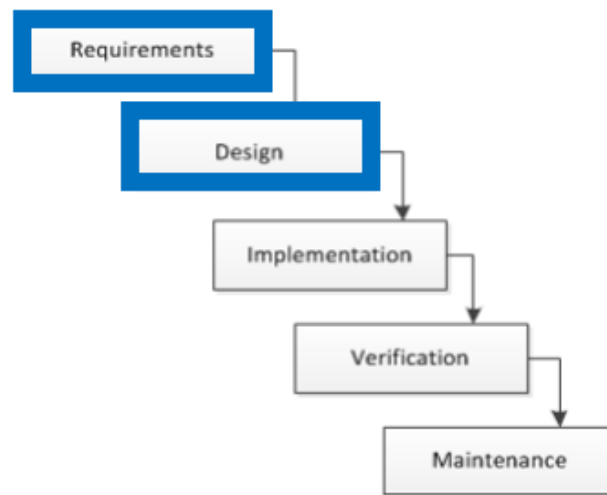 Requirements
Design
Implementation
Verification
Maintenance